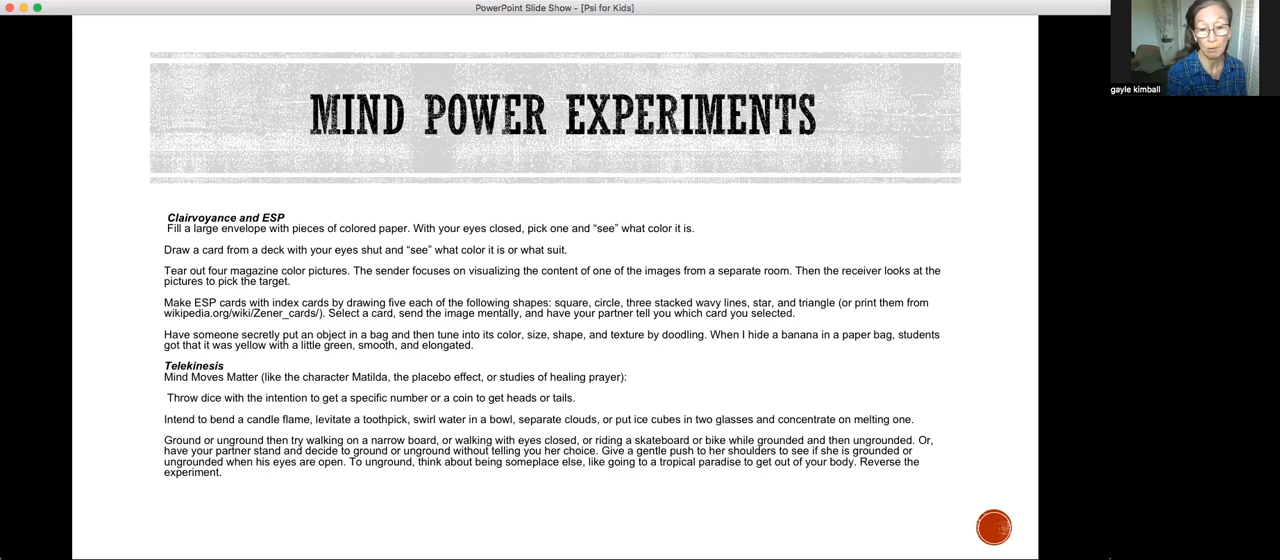 PowerPoint Slide Show - [Psi for Kids]
gayle kimball
MIND POWER EXPERIMENTS
Clairvoyance and ESP
Fill a large envelope with pieces of colored paper. With your eyes closed, pick one and “see” what color it is.
Draw a card from a deck with your eyes shut and “see” what color it is or what suit.
Tear out four magazine color pictures. The sender focuses on visualizing the content of one of the images from a separate room. Then the receiver looks at the
pictures to pick the target.
Make ESP cards with index cards by drawing five each of the following shapes: square, circle, three stacked wavy lines, star, and triangle (or print them from
wikipedia.org/wiki/Zener_cards/). Select a card, send the image mentally, and have your partner tell you which card you selected.
Have someone secretly put an object in a bag and then tune into its color, size, shape, and texture by doodling. When I hide a banana in a paper bag, students
got that it was yellow with a little green, smooth, and elongated.
Telekinesis
Mind Moves Matter (like the character Matilda, the placebo effect, or studies of healing prayer):
Throw dice with the intention to get a specific number or a coin to get heads or tails.
Intend to bend a candle flame, levitate a toothpick, swirl water in a bowl, separate clouds, or put ice cubes in two glasses and concentrate on melting one.
Ground or unground then try walking on a narrow board, or walking with eyes closed, or riding a skateboard or bike while grounded and then ungrounded. Or,
have your partner stand and decide to ground or unground without telling you her choice. Give a gentle push to her shoulders to see if she is grounded or
ungrounded when his eyes are open. To unground, think about being someplace else, like going to a tropical paradise to get out of your body. Reverse the
experiment.